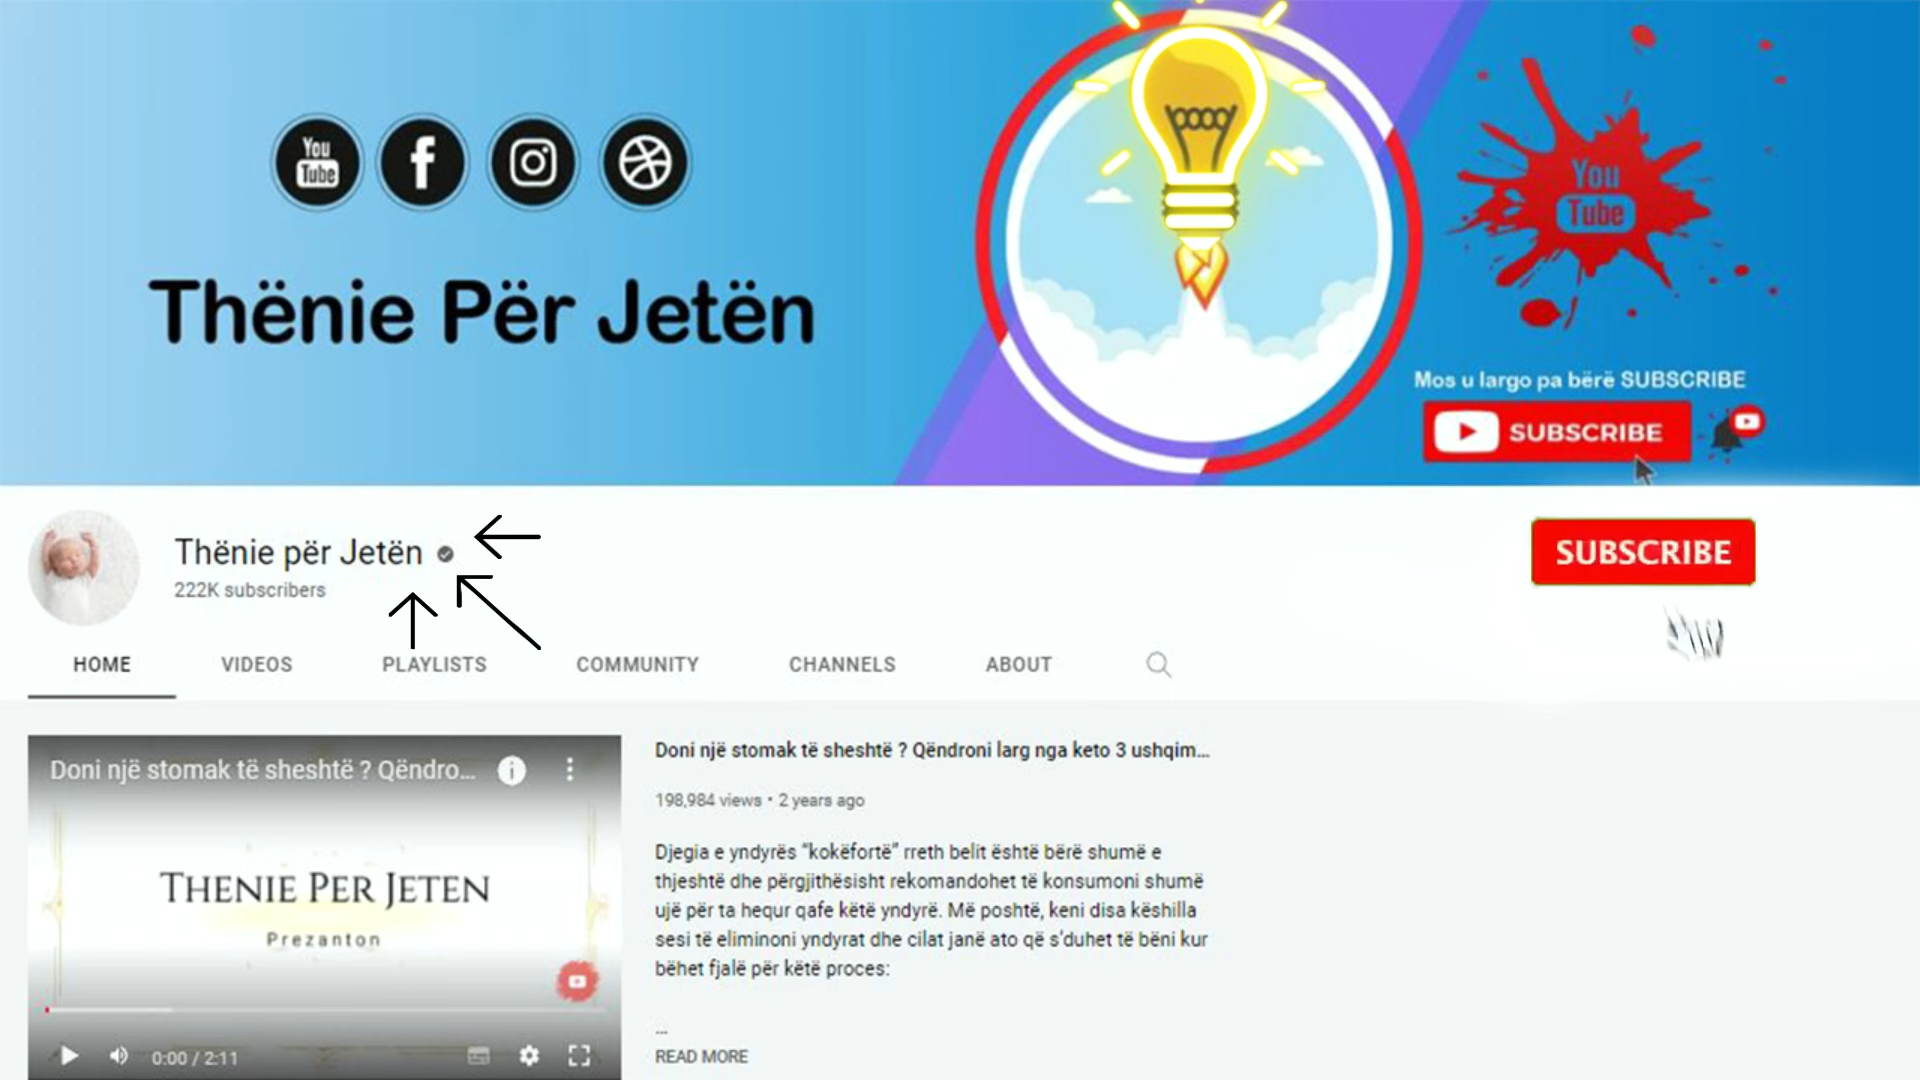 You
Tube
Thënie Për Jetën
You
Tube
Mos u largo pa bërë SUBSCRIBE
SUBSCRIBE
Thënie për Jetën
222K subscribers
SUBSCRIBE
HOME VIDEOS PLAYLISTS COMMUNITY CHANNELS ABOUT
Doni një stomak të sheshtë ? Qëndro...
THENIE PER JETEN
Prezanton
0:00 / 2:11
Doni një stomak të sheshtë ? Qëndroni larg nga keto 3 ushqim...
198,984 views • 2 years ago
Djegia e yndyrës “kokëfortë” rreth belit është bërë shumë e
thjeshtë dhe përgjithësisht rekomandohet të konsumoni shumë
ujë për ta hequr qafe këtë yndyrë. Më poshtë, keni disa këshilla
sesi të eliminoni yndyrat dhe cilat janë ato që s'duhet të bëni kur
bëhet fjalë për këtë proces:
...
READ MORE